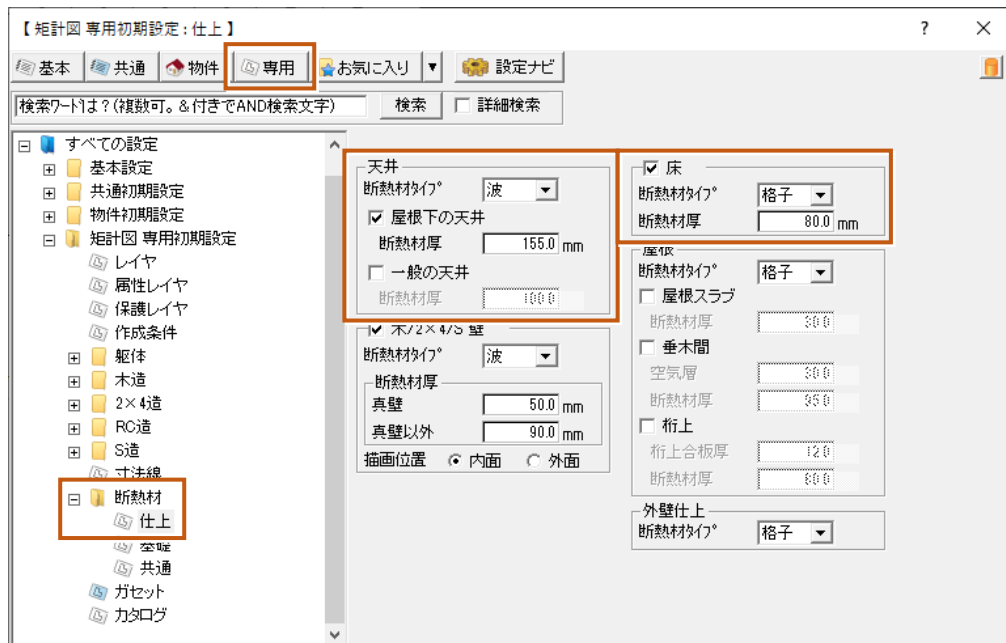 【 矩計図 専用初期設定 : 仕上 】
?
基本 共通 物件 専用 お気に入り ▼ 設定ナビ
検索ワードは？(複数可。＆付きでAND検索文字) 検索 詳細検索
すべての設定
基本設定
共通初期設定
物件初期設定
矩計図 専用初期設定
レイヤ
属性レイヤ
保護レイヤ
作成条件
躯体
木造
2×4造
RC造
S造
寸法線
断熱材
仕上
基礎
共通
ガセット
カタログ
天井
断熱材タイプ 波
屋根下の天井
断熱材厚 155.0 mm
一般の天井
断熱材厚 100.0
木/2×4/S 壁
断熱材タイプ 波
断熱材厚
真壁 50.0 mm
真壁以外 90.0 mm
描画位置 内面 外面
床
断熱材タイプ 格子
断熱材厚 80.0 mm
屋根
断熱材タイプ 格子
屋根スラブ
断熱材厚 30.0
垂木間
空気層 30.0
断熱材厚
桁上
桁上合板厚 12.0
断熱材厚
外壁仕上
断熱材タイプ 格子